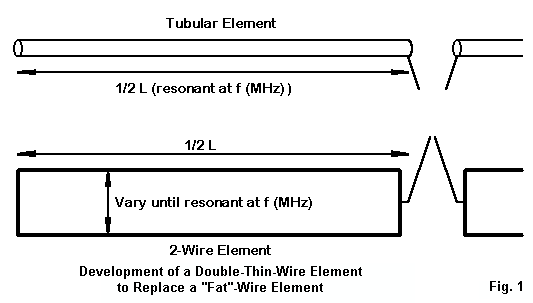 Tubular Element
1/2 L (resonant at f (MHz) )
1/2 L
Vary until resonant at f (MHz)
2-Wire Element
Development of a Double-Thin-Wire Element
to Replace a "Fat"-Wire Element
Fig. 1